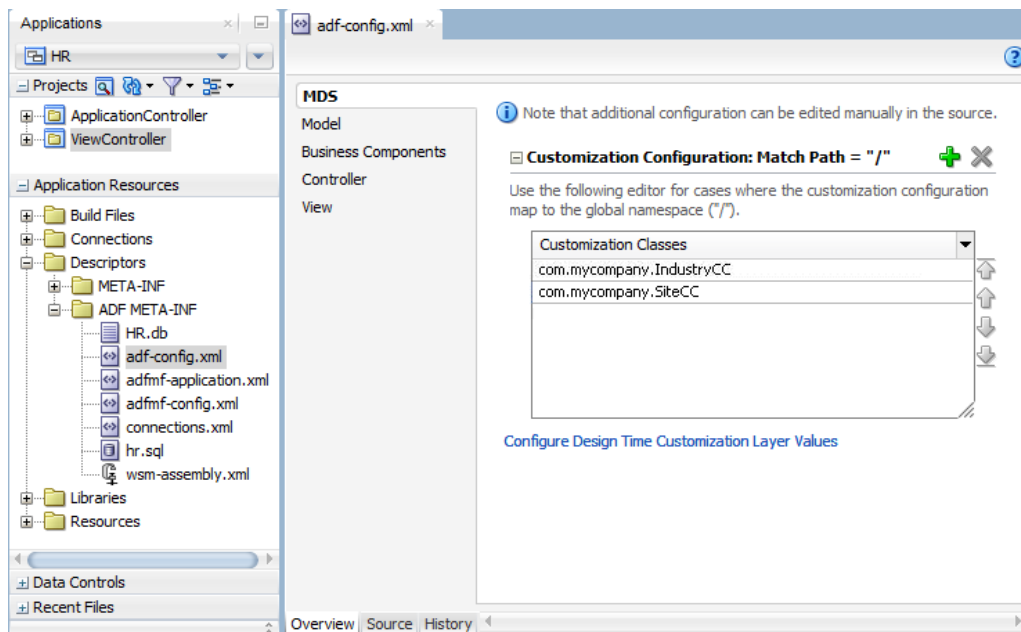 Applications
HR
Projects
ApplicationController
ViewController
Application Resources
Build Files
Connections
Descriptors
META-INF
ADF META-INF
HR.db
adf-config.xml
adfmf-application.xml
adfmf-config.xml
connections.xml
hr.sql
wsm-assembly.xml
Libraries
Resources
Data Controls
Recent Files
adf-config.xml
MDS
Model
Business Components
Controller
View
Note that additional configuration can be edited manually in the source.
Customization Configuration: Match Path = "/"
Use the following editor for cases where the customization configuration
map to the global namespace ("/").
Customization Classes
com.mycompany.IndustryCC
com.mycompany.SiteCC
Configure Design Time Customization Layer Values
Overview Source History